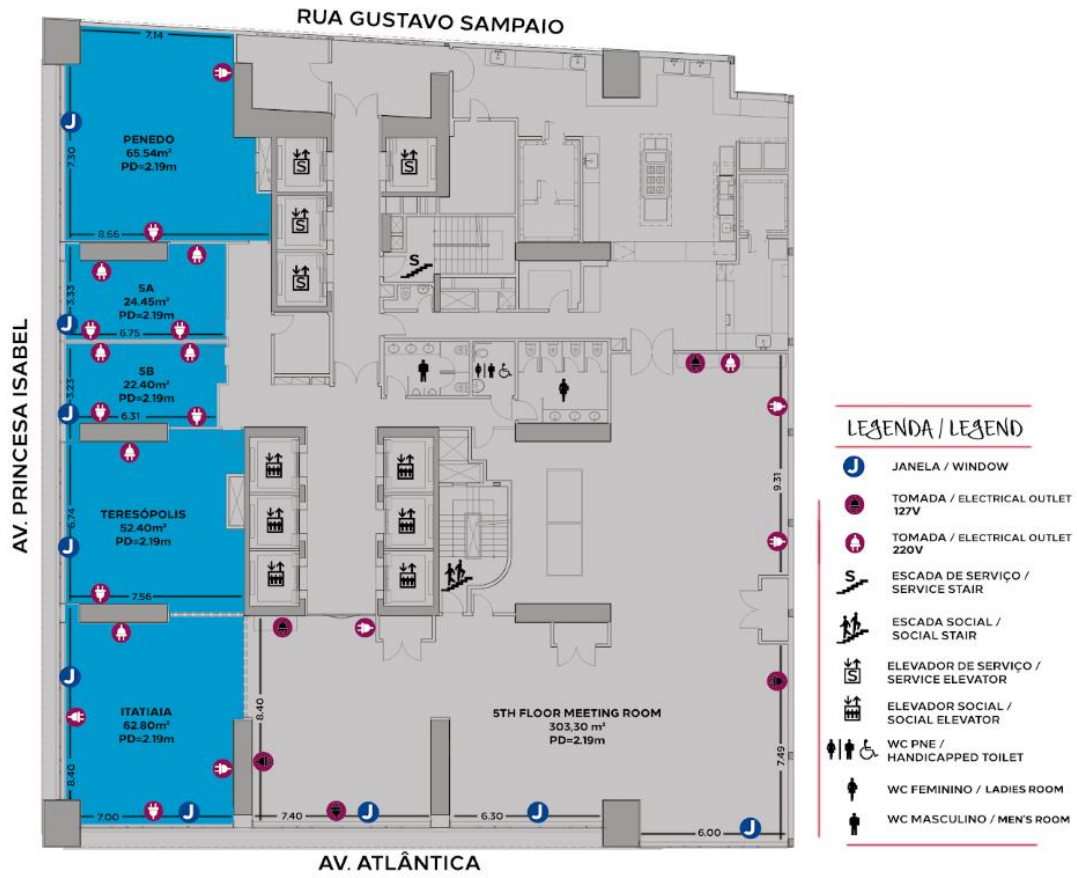 RUA GUSTAVO SAMPAIO
7.14
PENEDO
65.54m²
PD=2.19m
7.30
8.66
S
S
S
S
S
5A
24.45m²
PD=2.19m
3.33
6.75
5B
22.40m²
PD=2.19m
3.23
6.31
AV. PRINCESA ISABEL
TERESÓPOLIS
52.40m²
PD=2.19m
6.74
7.56
ITATIAIA
62.80m²
PD=2.19m
8.40
7.00
8.40
7.40
5TH FLOOR MEETING ROOM
303,30 m²
PD=2.19m
6.30
6.00
9.31
7.49
J
J
J
J
J
J
J
J
J
AV. ATLÂNTICA
LEGENDA / LEGEND
J
JANELA / WINDOW
TOMADA / ELECTRICAL OUTLET
127V
TOMADA / ELECTRICAL OUTLET
220V
S
ESCADA DE SERVIÇO /
SERVICE STAIR
ESCADA SOCIAL /
SOCIAL STAIR
S
ELEVADOR DE SERVIÇO /
SERVICE ELEVATOR
ELEVADOR SOCIAL /
SOCIAL ELEVATOR
WC PNE /
HANDICAPPED TOILET
WC FEMININO / LADIES ROOM
WC MASCULINO / MEN'S ROOM